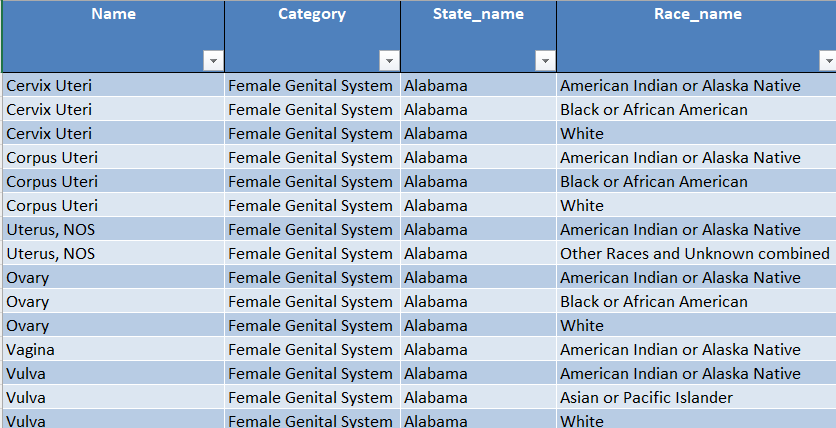 Name Category State_name Race_name
Cervix Uteri Female Genital System Alabama American Indian or Alaska Native
Cervix Uteri Female Genital System Alabama Black or African American
Cervix Uteri Female Genital System Alabama White
Corpus Uteri Female Genital System Alabama American Indian or Alaska Native
Corpus Uteri Female Genital System Alabama Black or African American
Corpus Uteri Female Genital System Alabama White
Uterus, NOS Female Genital System Alabama American Indian or Alaska Native
Uterus, NOS Female Genital System Alabama Other Races and Unknown combined
Ovary Female Genital System Alabama American Indian or Alaska Native
Ovary Female Genital System Alabama Black or African American
Ovary Female Genital System Alabama White
Vagina Female Genital System Alabama American Indian or Alaska Native
Vulva Female Genital System Alabama American Indian or Alaska Native
Vulva Female Genital System Alabama Asian or Pacific Islander
Vulva Female Genital System Alabama White